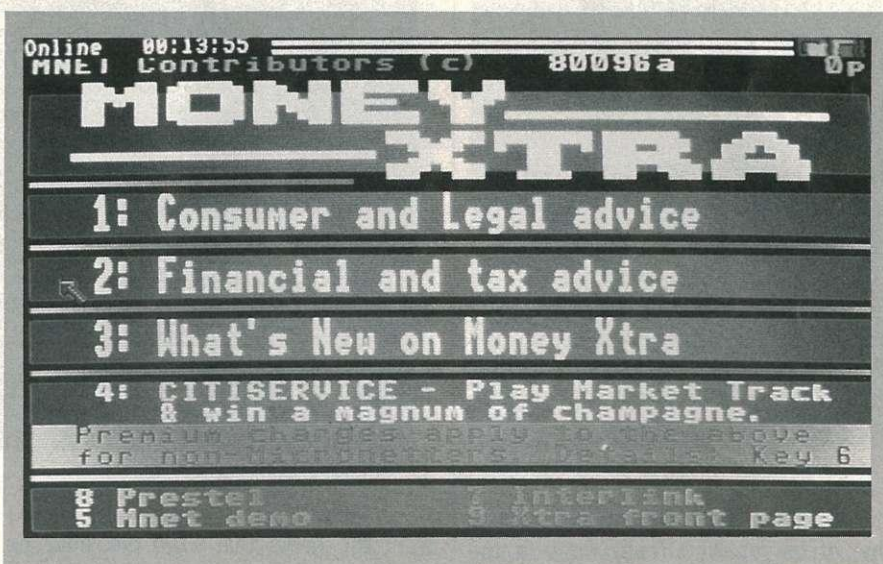 Online 00:13:55
MNET Contributors (c) 80096a 0p
MONEY
XTRA
1: Consumer and Legal advice
2: Financial and tax advice
3: What's New on Money Xtra
4: CITISERVICE - Play Market Track
& win a magnum of champagne.
Premium charges apply to the above
for non-Micronetters. Details: Key 6
8 Prestel 7 Interlink
5 Mnet demo 9 Xtra front page